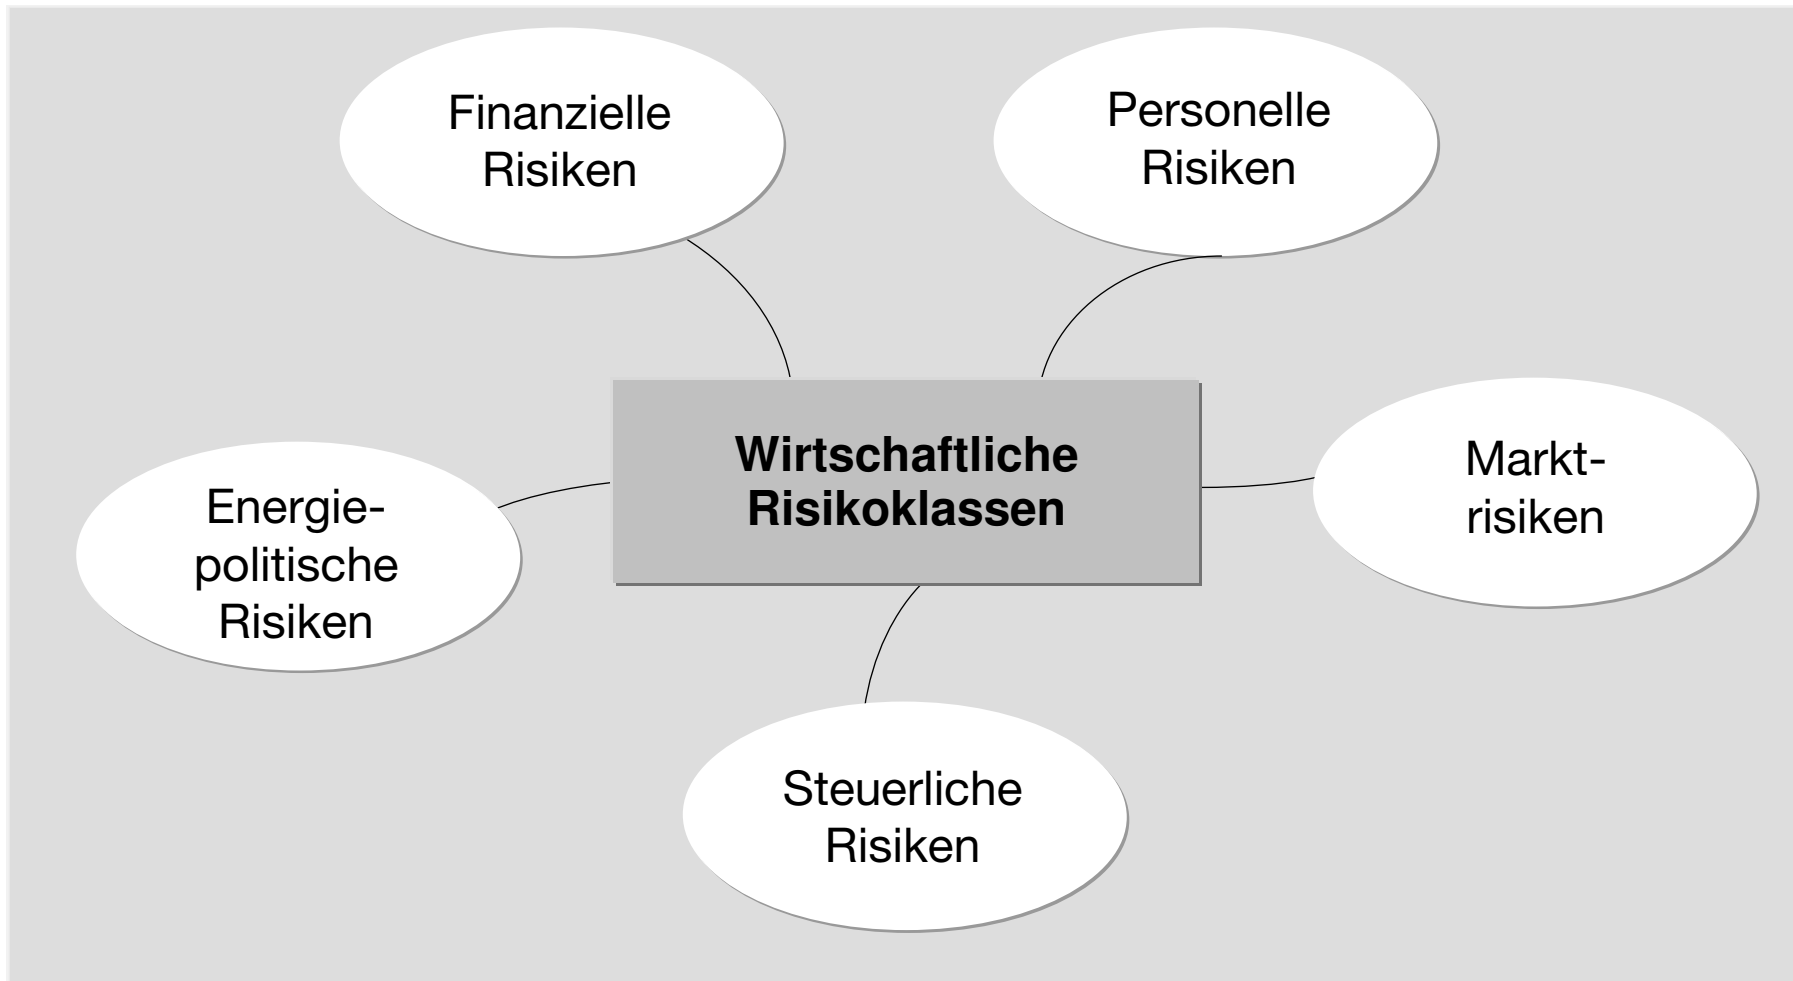 Finanzielle
Risiken
Personelle
Risiken
Wirtschaftliche
Risikoklassen
Markt-
risiken
Energie-
politische
Risiken
Steuerliche
Risiken